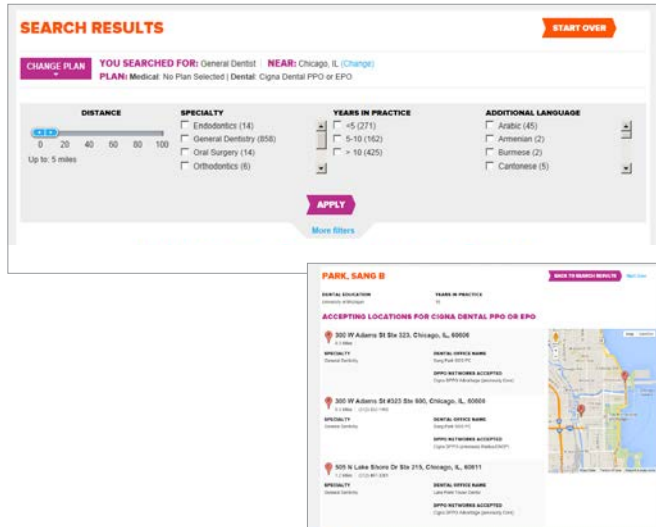 SEARCH RESULTS
START OVER
CHANGE PLAN
YOU SEARCHED FOR: General Dentist | NEAR: Chicago, IL (Change)
PLAN: Medical: No Plan Selected | Dental: Cigna Dental PPO or EPO
DISTANCE
0 20 40 60 80 100
Up to: 5 miles
SPECIALTY
Endodontics (14)
General Dentistry (858)
Oral Surgery (14)
Orthodontics (6)
YEARS IN PRACTICE
<5 (271)
5-10 (162)
> 10 (425)
ADDITIONAL LANGUAGE
Arabic (45)
Armenian (2)
Burmese (2)
Cantonese (5)
APPLY
More filters
PARK, SANG B
BACK TO SEARCH RESULTS
DENTAL EDUCATION
YEARS IN PRACTICE
ACCEPTING LOCATIONS FOR CIGNA DENTAL PPO OR EPO
300 W Adams St Ste 323, Chicago, IL, 60606
SPECIALTY
General Dentistry
DENTAL OFFICE NAME
DPPO NETWORKS ACCEPTED
300 W Adams St #323 Ste 600, Chicago, IL, 60606
SPECIALTY
General Dentistry
DENTAL OFFICE NAME
DPPO NETWORKS ACCEPTED
505 N Lake Shore Dr Ste 215, Chicago, IL, 60611
SPECIALTY
General Dentistry
DENTAL OFFICE NAME
DPPO NETWORKS ACCEPTED